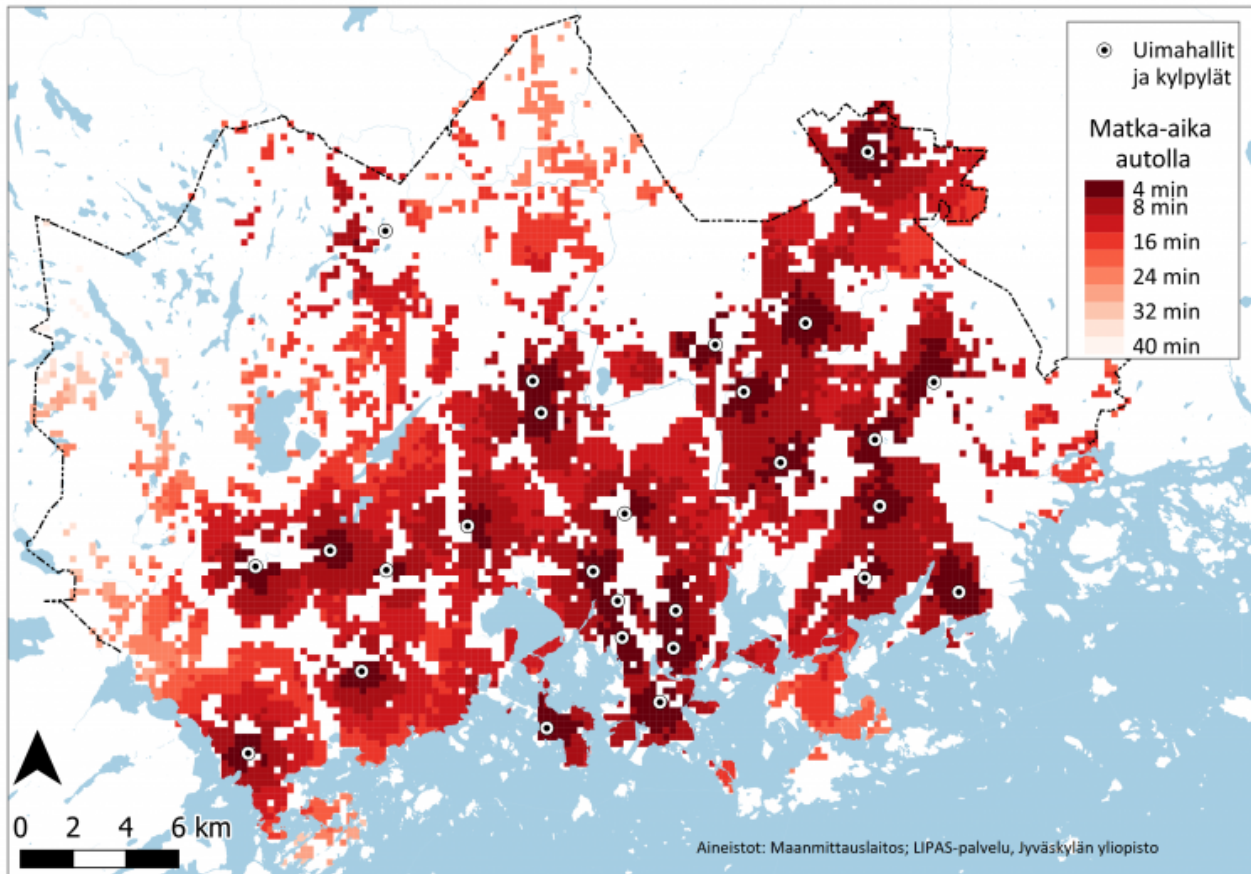 Uimahallit
ja kylpylät
Matka-aika
autolla
4 min
8 min
16 min
24 min
32 min
40 min
0 2 4 6 km
Aineistot: Maanmittauslaitos; LIPAS-palvelu, Jyväskylän yliopisto